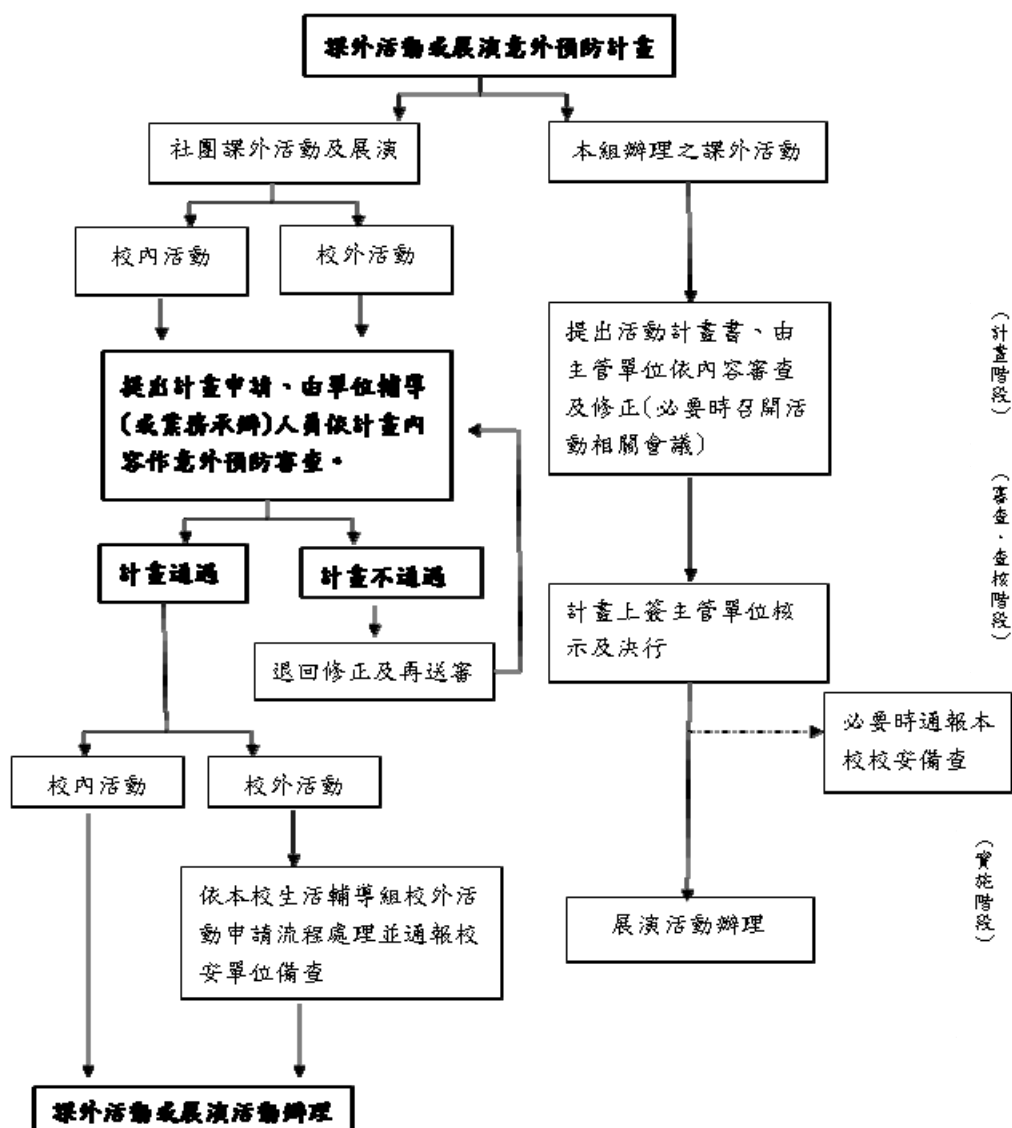 課外活動或展演意外預防計畫
社團課外活動及展演
本組辦理之課外活動
校內活動
校外活動
提出計畫申請、由單位輔導
(或業務承辦)人員依計畫內
容作意外預防審查。
提出活動計畫書、由
主管單位依內容審查
及修正(必要時召開活
動相關會議)
(計畫階段)
計畫通過
計畫不通過
(審查、查核階段)
退回修正及再送審
計畫上簽主管單位核
示及決行
必要時通報本
校校安備查
校內活動
校外活動
依本校生活輔導組校外活
動申請流程處理並通報校
安單位備查
展演活動辦理
(實施階段)
課外活動或展演活動辦理